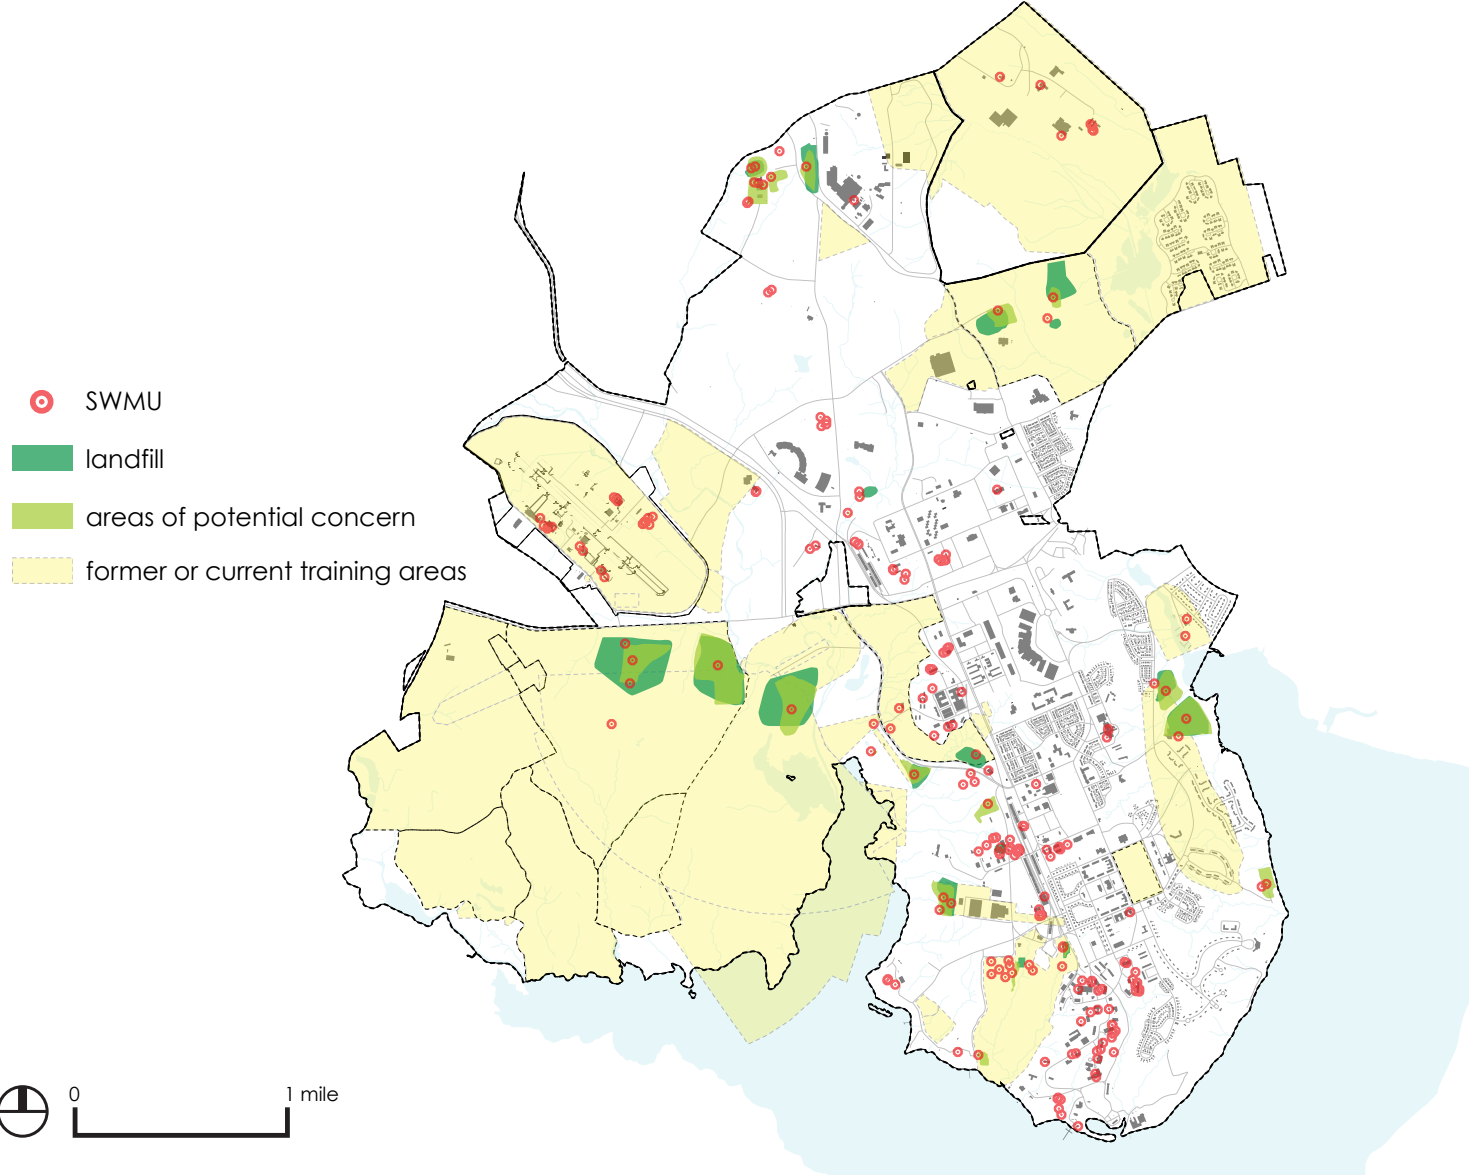 SWMU
landfill
areas of potential concern
former or current training areas
0 1 mile